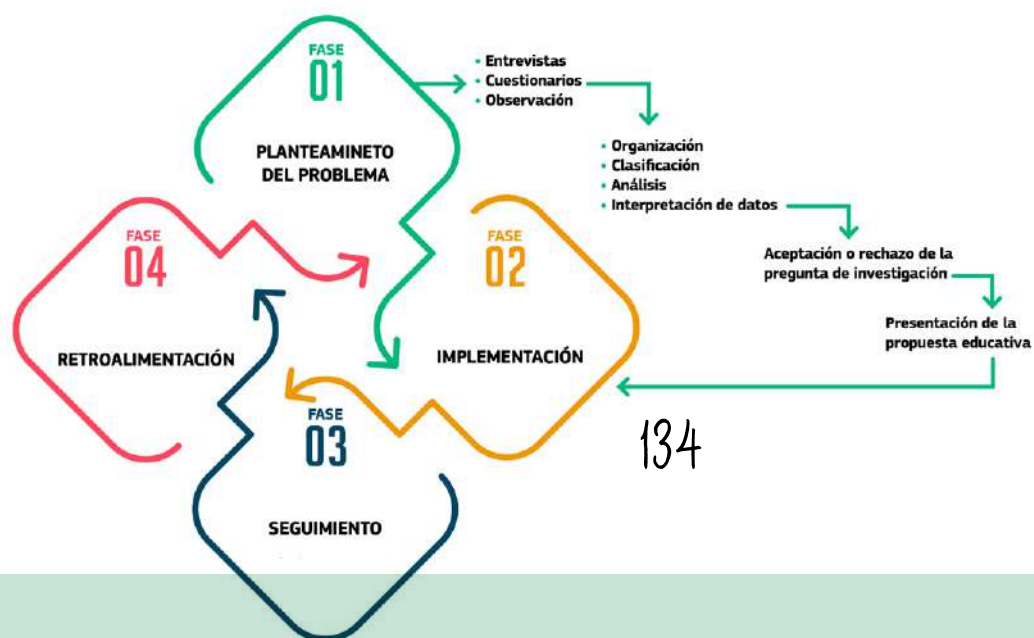 FASE
01
PLANTEAMINETO
DEL PROBLEMA
• Entrevistas
• Cuestionarios
• Observación
• Organización
• Clasificación
• Análisis
• Interpretación de datos
Aceptación o rechazo de la
pregunta de investigación
Presentación de la
propuesta educativa
FASE
02
IMPLEMENTACIÓN
FASE
03
SEGUIMIENTO
FASE
04
RETROALIMENTACIÓN
134